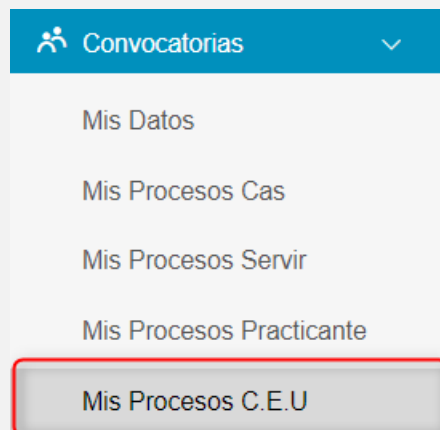 Convocatorias
Mis Datos
Mis Procesos Cas
Mis Procesos Servir
Mis Procesos Practicante
Mis Procesos C.E.U